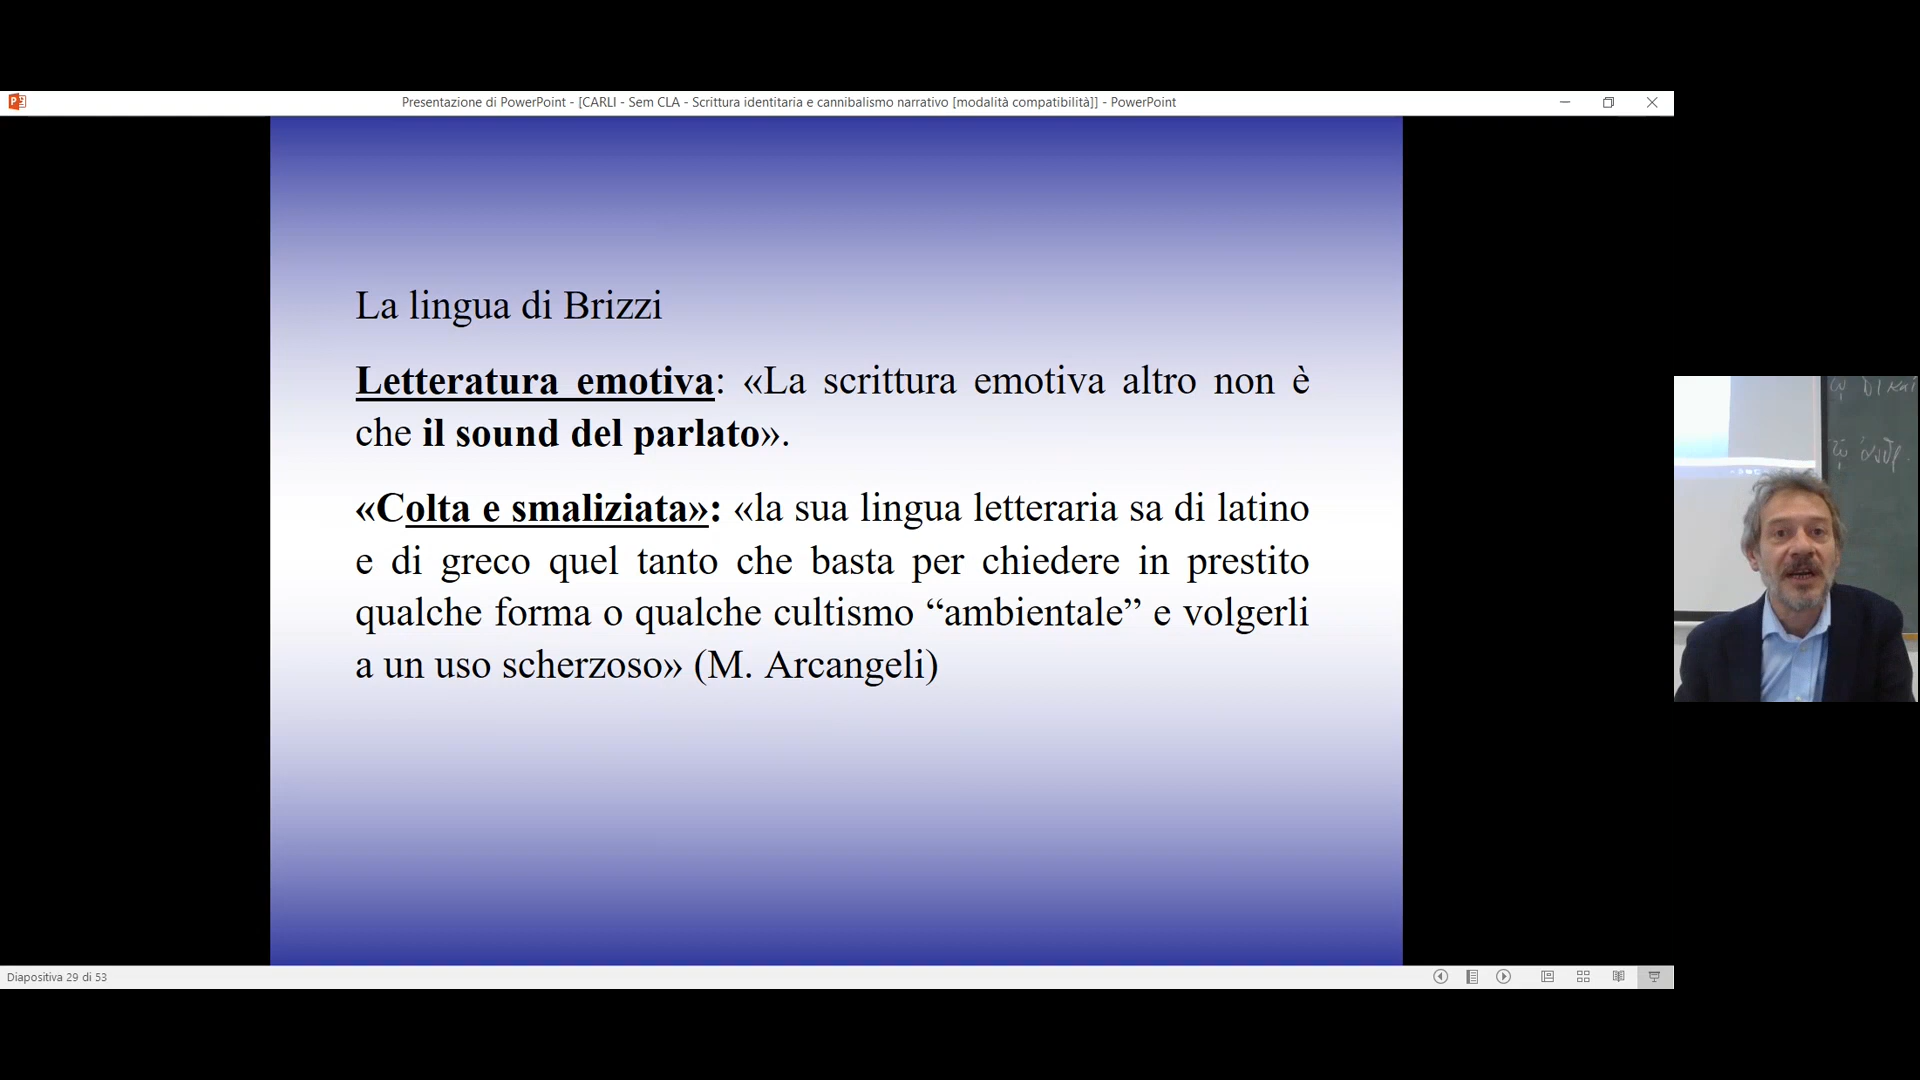 Presentazione di PowerPoint - [CARLI - Sem CLA - Scrittura identitaria e cannibalismo narrativo [modalità compatibilità]] - PowerPoint
La lingua di Brizzi
Letteratura emotiva: «La scrittura emotiva altro non è
che il sound del parlato».
«Colta e smaliziata»: «la sua lingua letteraria sa di latino
e di greco quel tanto che basta per chiedere in prestito
qualche forma o qualche cultismo “ambientale” e volgerli
a un uso scherzoso» (M. Arcangeli)
Diapositiva 29 di 53